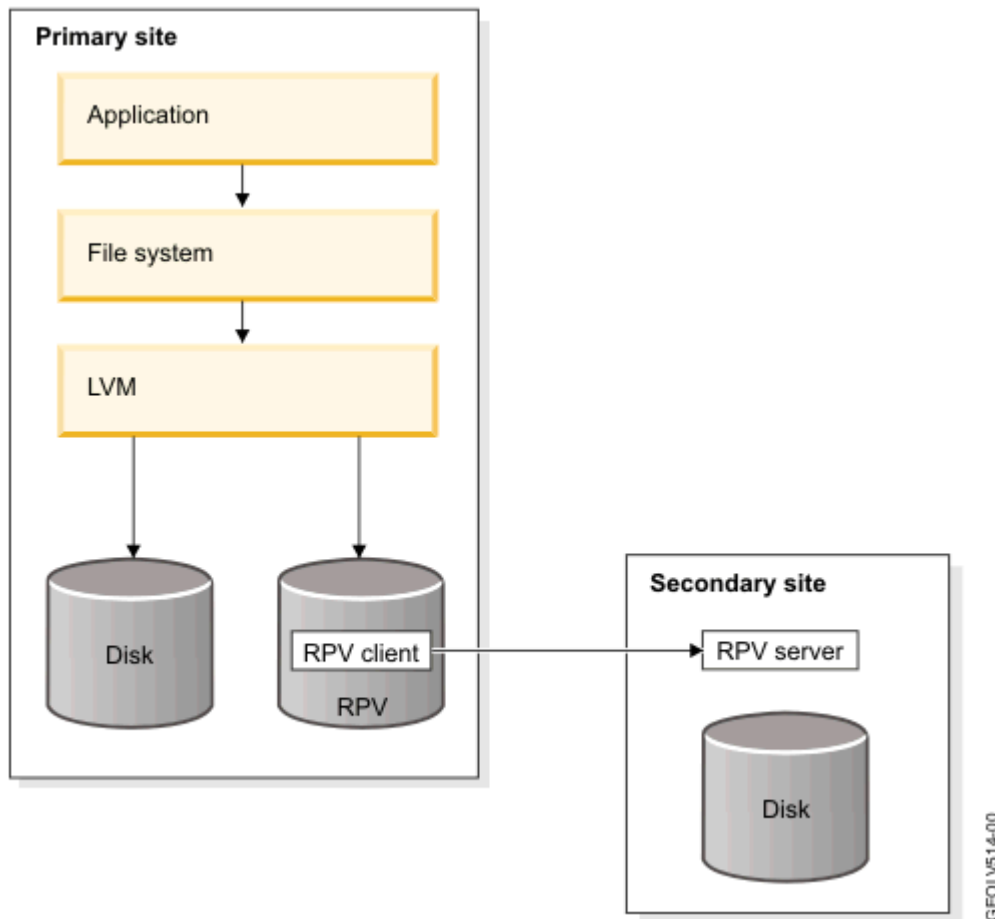 Primary site
Application
File system
LVM
Disk
RPV client
RPV
Secondary site
RPV server
Disk
GEOLV514-00